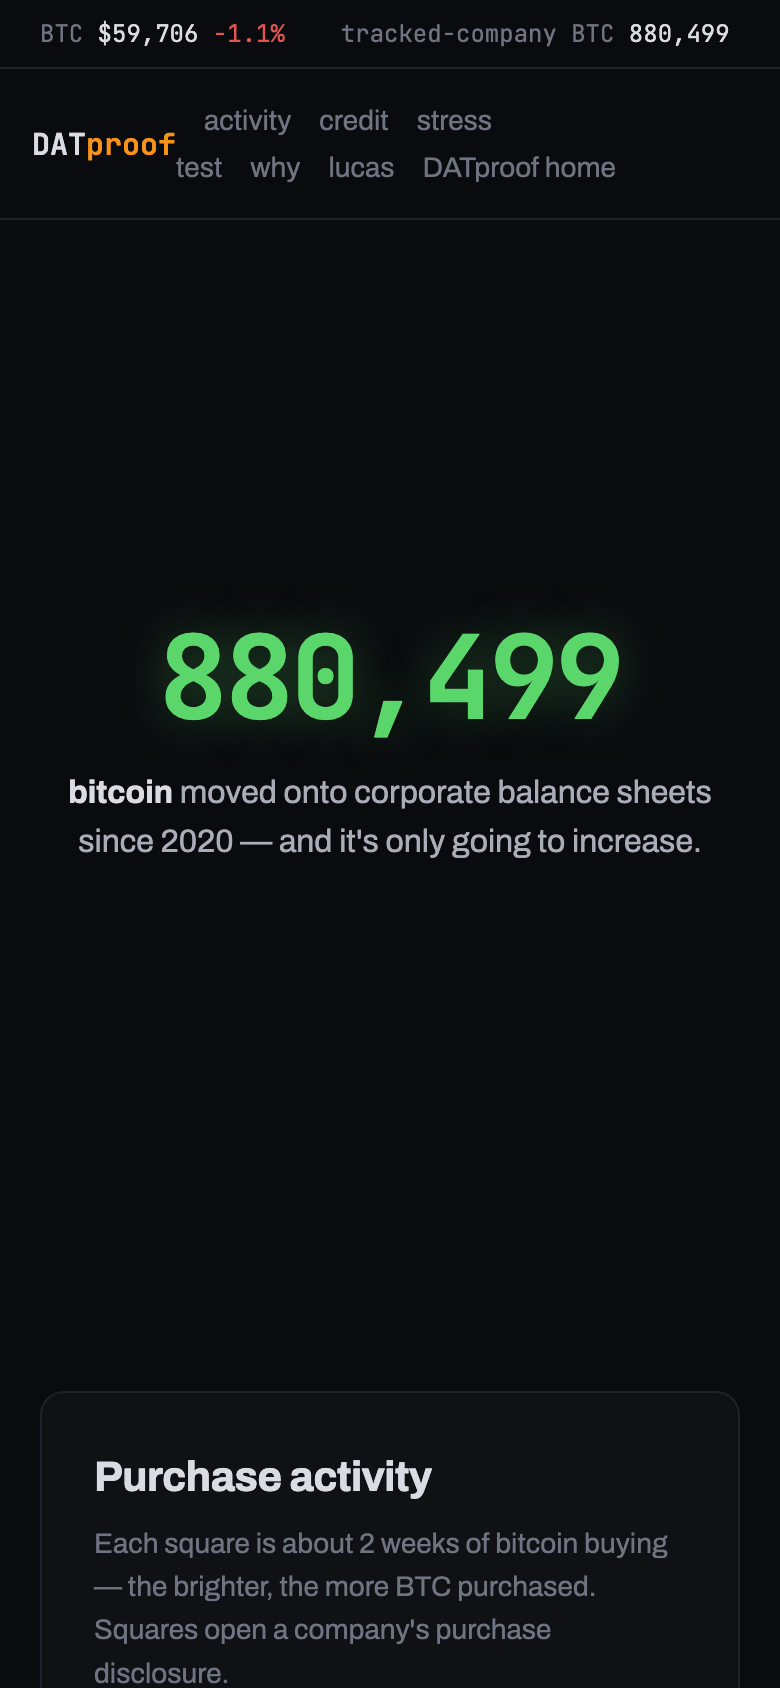 BTC $59,706 -1.1% tracked-company BTC 880,499
DATproof
activity credit stress
test why lucas DATproof home
880,499
bitcoin moved onto corporate balance sheets
since 2020 — and it's only going to increase.
Purchase activity
Each square is about 2 weeks of bitcoin buying
— the brighter, the more BTC purchased.
Squares open a company's purchase
disclosure.